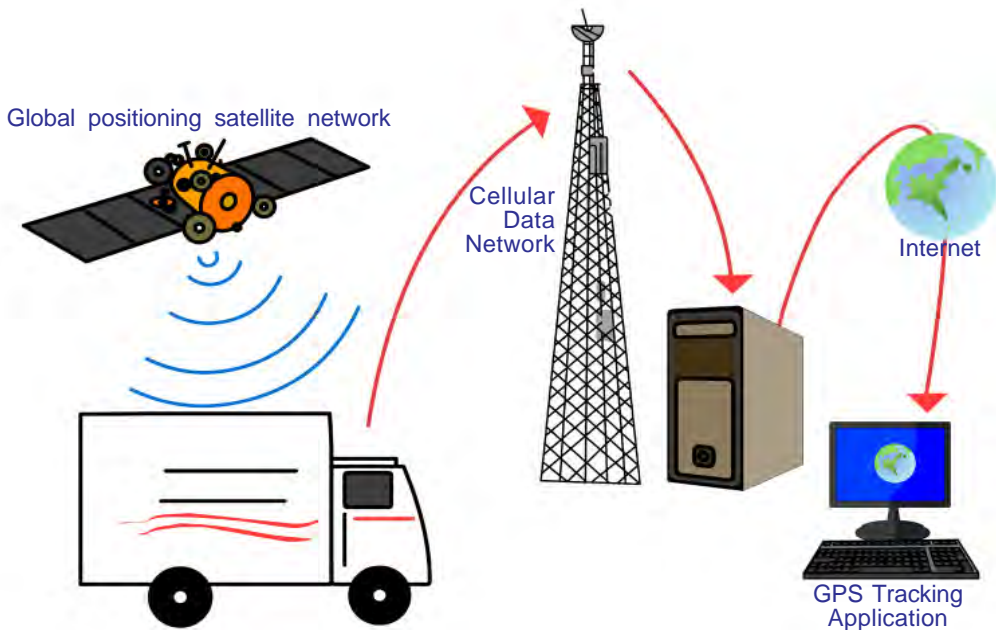 Global positioning satellite network
Cellular
Data
Network
Internet
GPS Tracking
Application